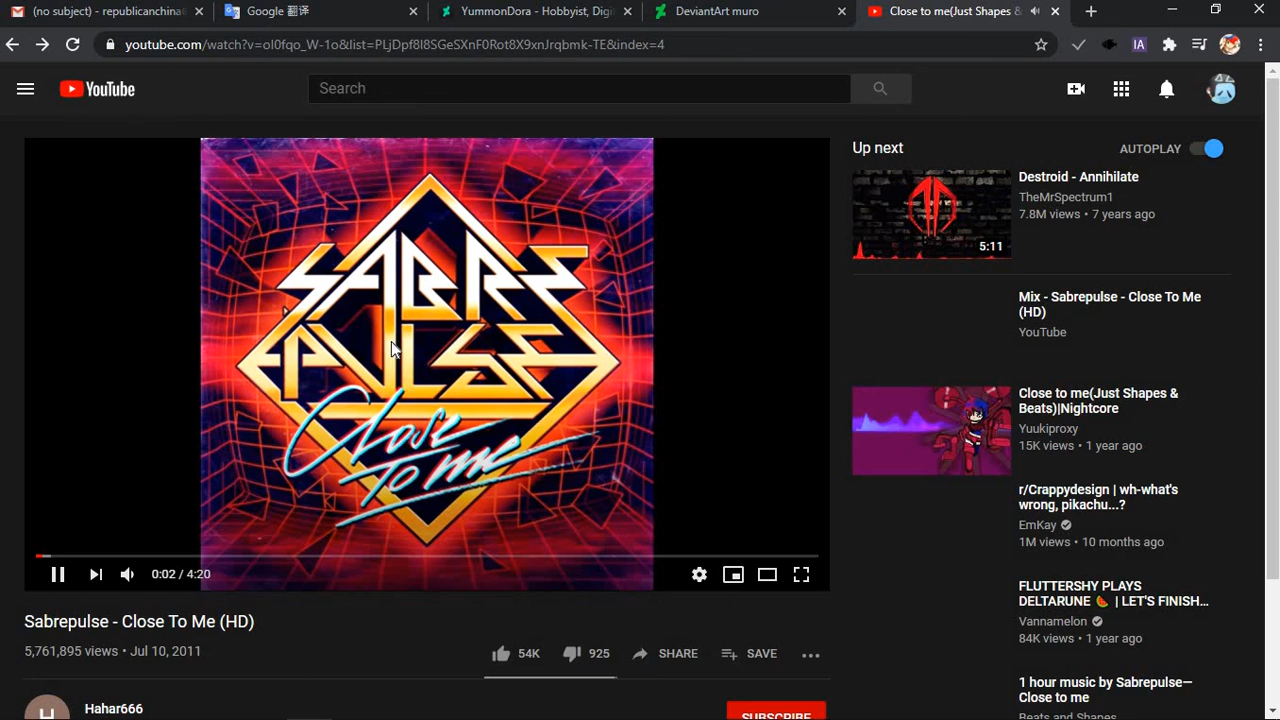 (no subject) - republicanchina
Google 翻译
YummonDora - Hobbyist, Digi
DeviantArt muro
Close to me(Just Shapes &
youtube.com/watch?v=ol0fqo_W-1o&list=PLjDpf8I8SGeSXnF0Rot8X9xnJrqbmk-TE&index=4
IA
YouTube
Search
SABRE
EPULSE
Close
To me
0:02 / 4:20
Sabrepulse - Close To Me (HD)
5,761,895 views • Jul 10, 2011
54K
925
SHARE
SAVE
H
Hahar666
SUBSCRIBE
Up next
AUTOPLAY
5:11
Destroid - Annihilate
TheMrSpectrum1
7.8M views • 7 years ago
Mix - Sabrepulse - Close To Me
(HD)
YouTube
Close to me(Just Shapes &
Beats)|Nightcore
Yuukiproxy
15K views • 1 year ago
r/Crappydesign | wh-what's
wrong, pikachu...?
EmKay
1M views • 10 months ago
FLUTTERSHY PLAYS
DELTARUNE 🍉 | LET'S FINISH...
Vannamelon
84K views • 1 year ago
1 hour music by Sabrepulse—
Close to me
Beats and Shapes